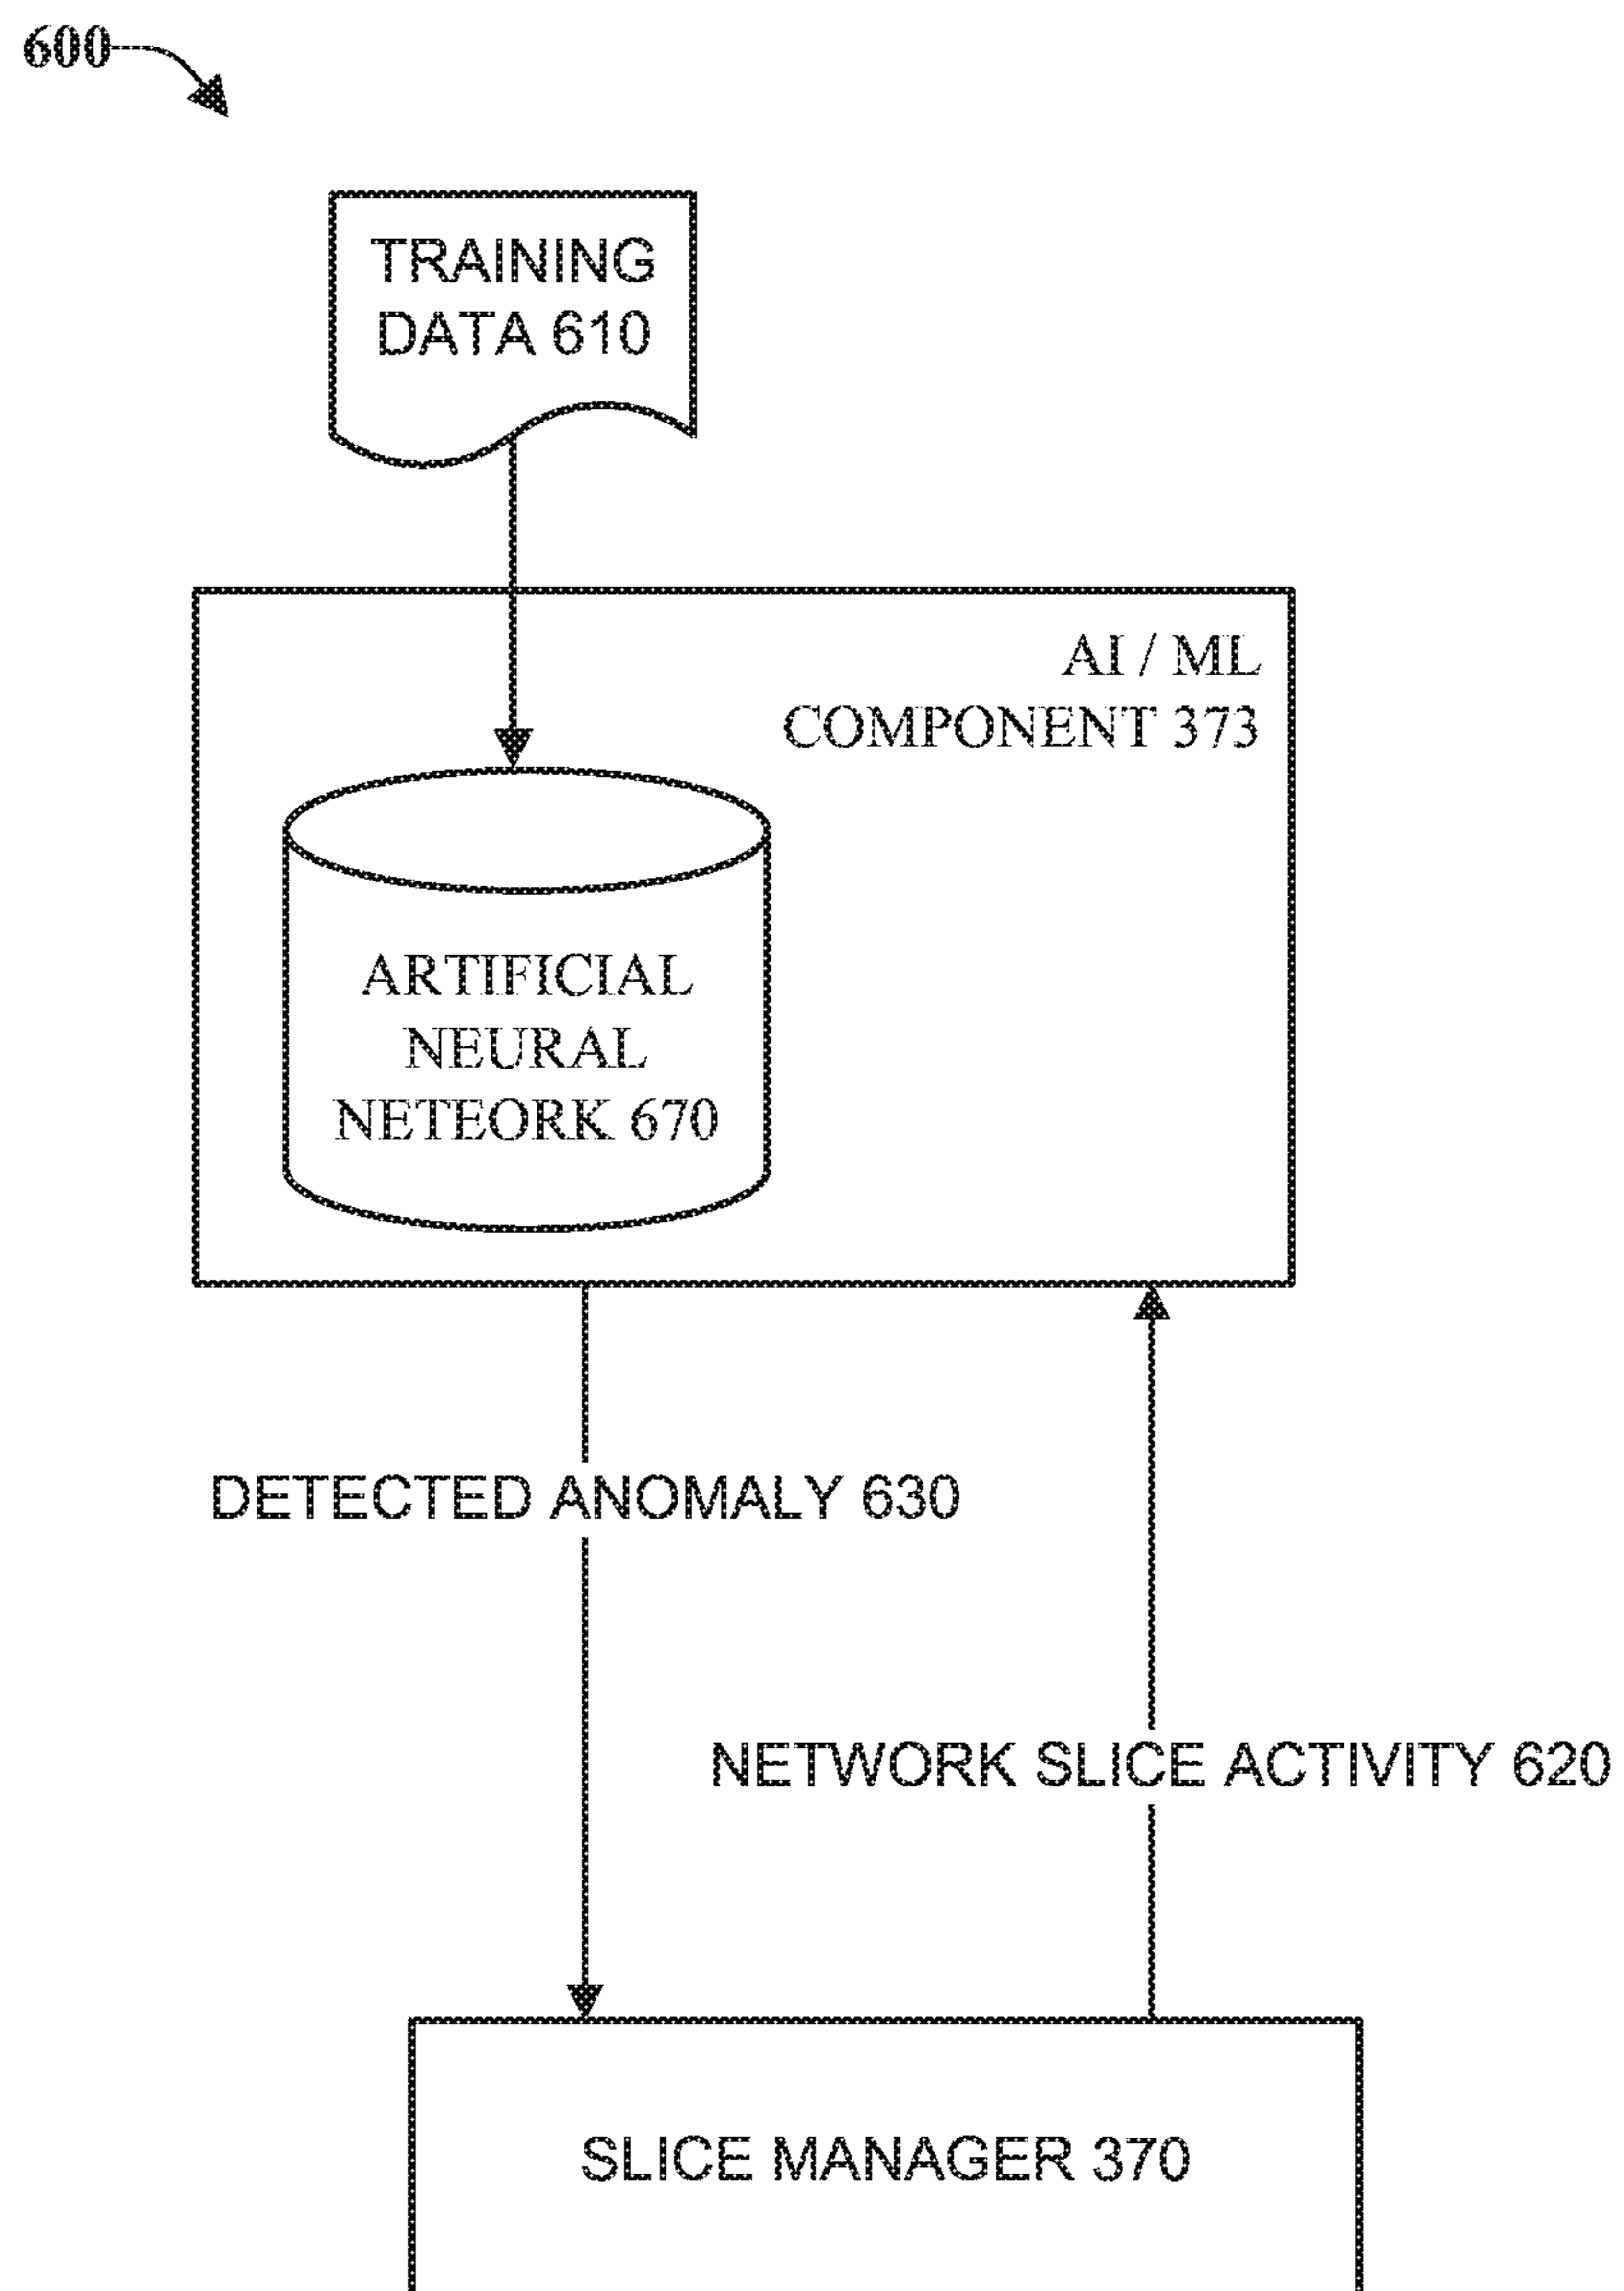 600
TRAINING
DATA 610
AI / ML
COMPONENT 373
ARTIFICIAL
NEURAL
NETEORK 670
DETECTED ANOMALY 630
NETWORK SLICE ACTIVITY 620
SLICE MANAGER 370